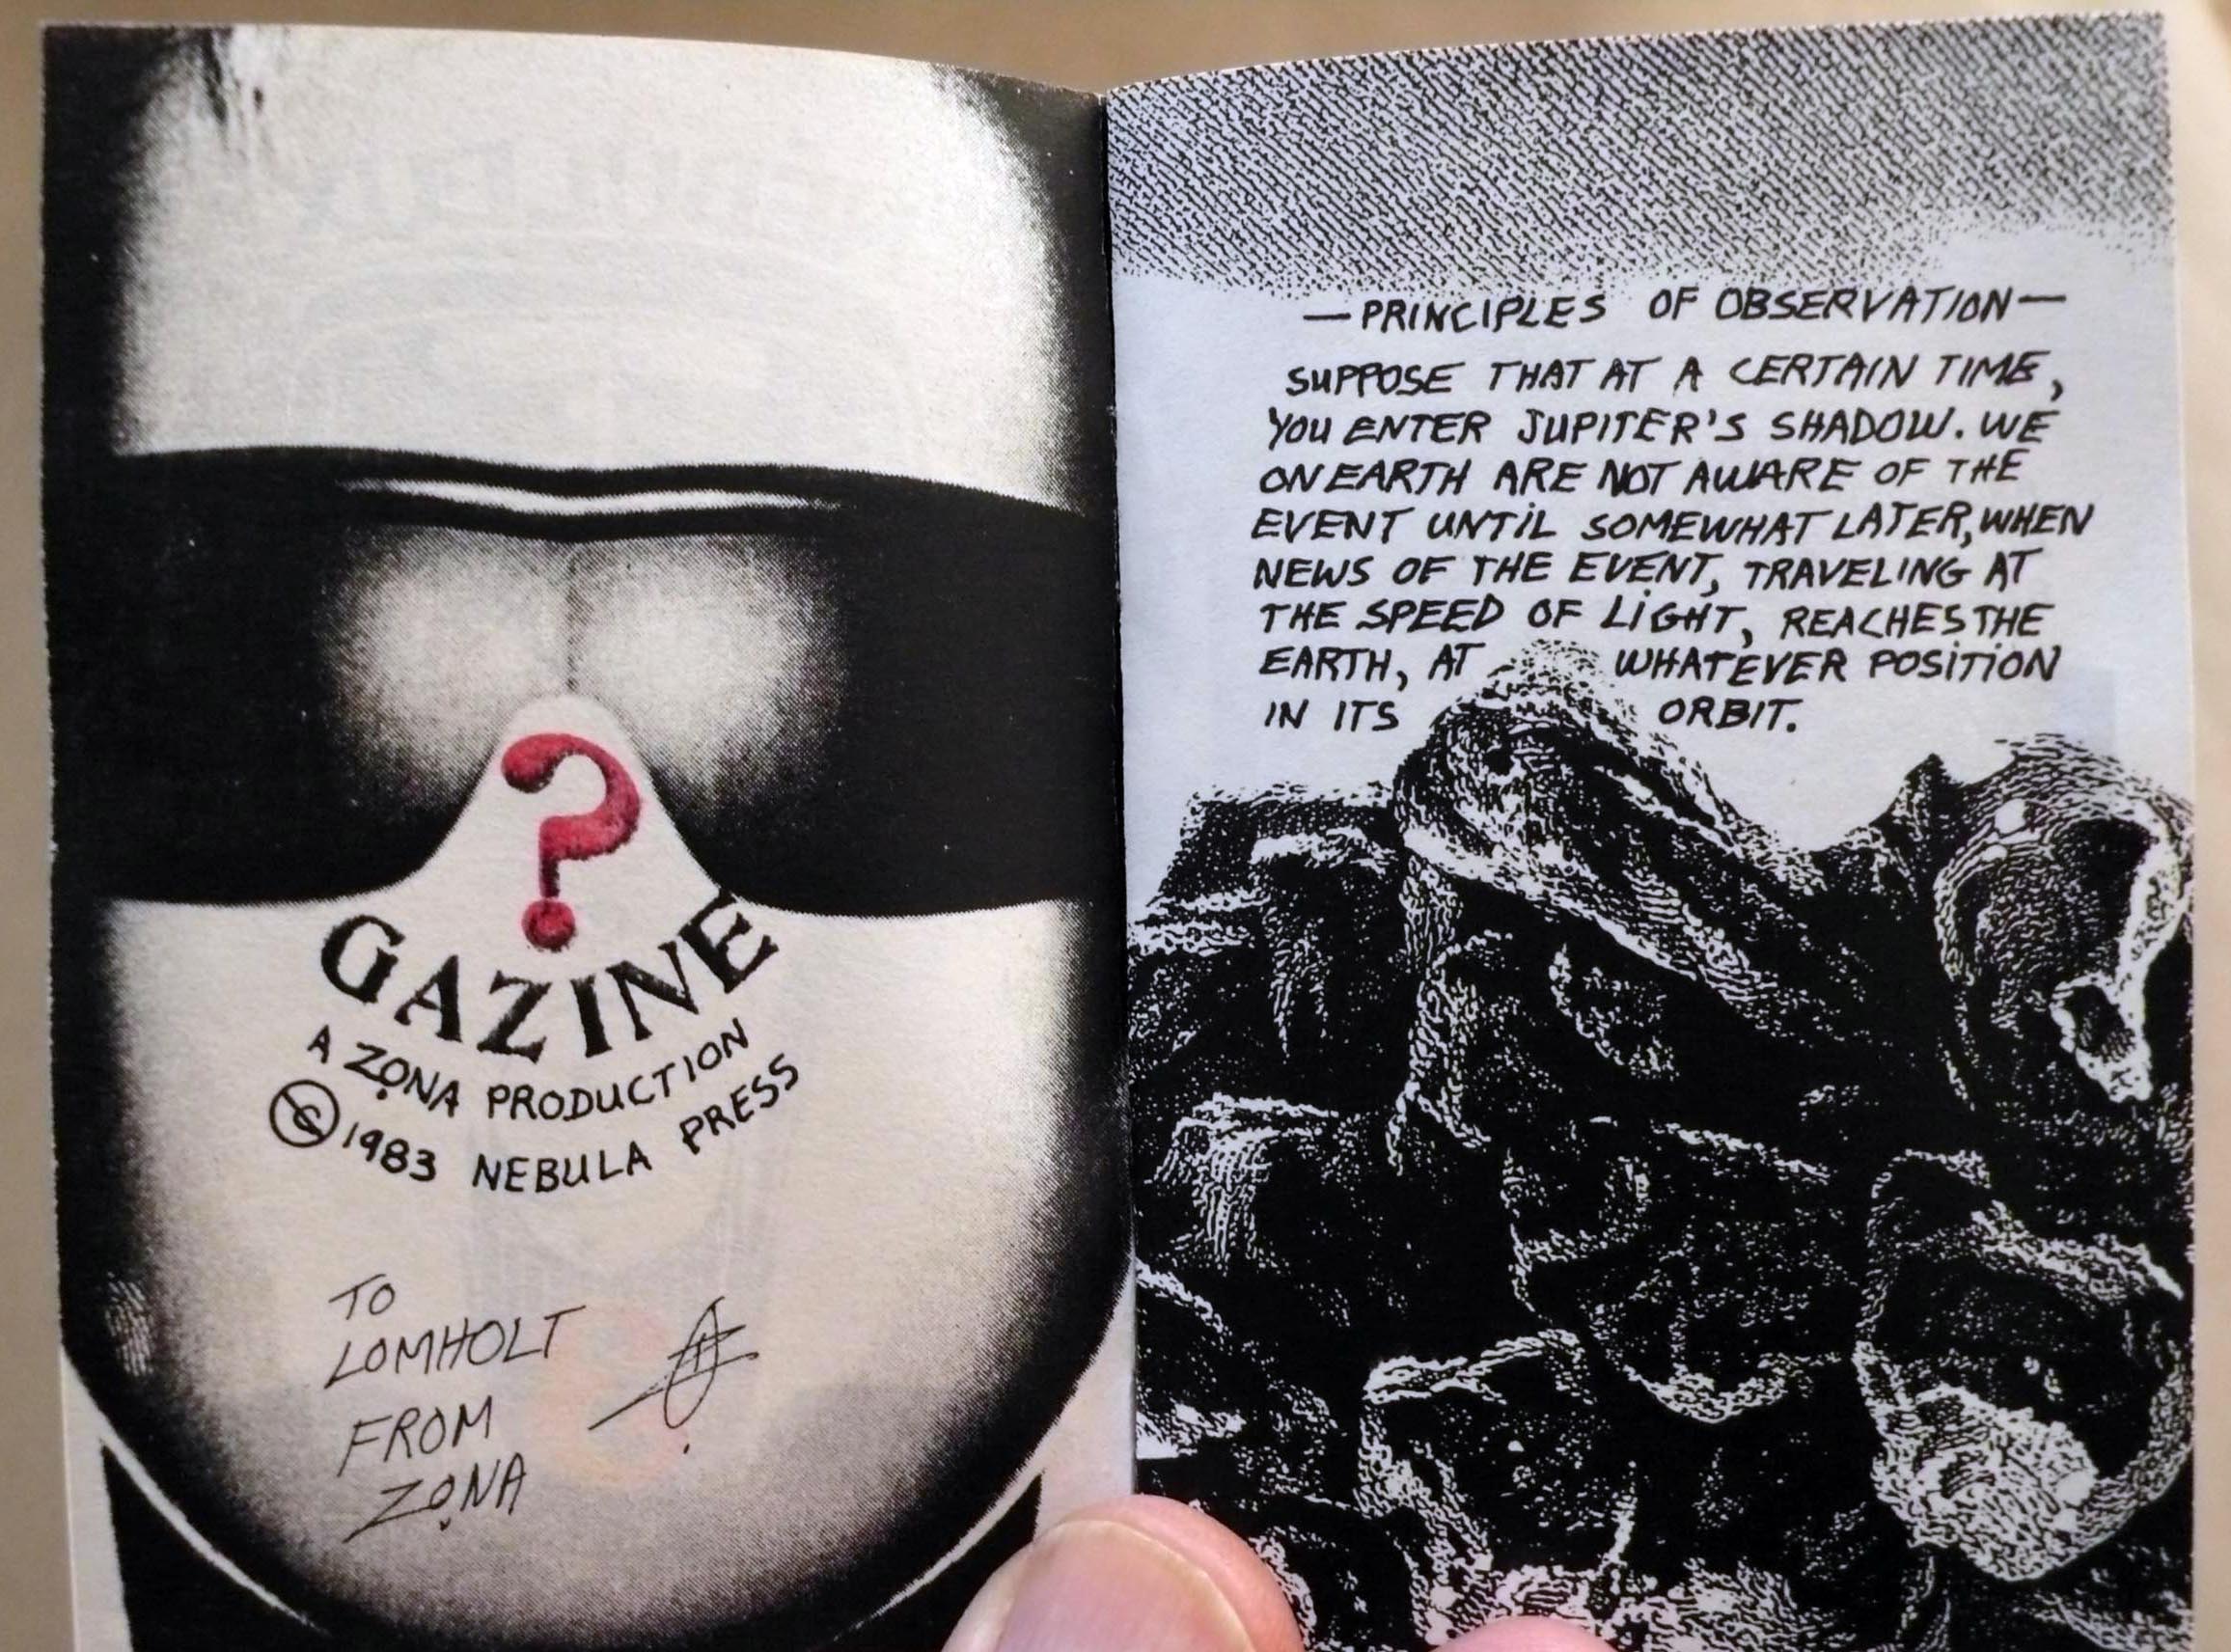 ?
GAZINE
A ZỌNA PRODUCTION
1983 NEBULA PRESS
TO
LOMHOLT
FROM
ZỌNA
—PRINCIPLES OF OBSERVATION—
SUPPOSE THAT AT A CERTAIN TIME,
YOU ENTER JUPITER'S SHADOW. WE
ON EARTH ARE NOT AWARE OF THE
EVENT UNTIL SOMEWHAT LATER, WHEN
NEWS OF THE EVENT, TRAVELING AT
THE SPEED OF LIGHT, REACHES THE
EARTH, AT WHATEVER POSITION
IN ITS ORBIT.